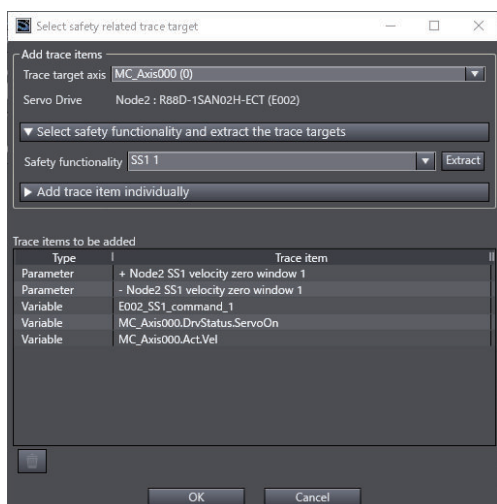 Select safety related trace target
Add trace items
Trace target axis MC_Axis000 (0)
Servo Drive Node2 : R88D-1SAN02H-ECT (E002)
▼ Select safety functionality and extract the trace targets
Safety functionality SS1 1 Extract
▶ Add trace item individually
Trace items to be added
Type Trace item
Parameter + Node2 SS1 velocity zero window 1
Parameter - Node2 SS1 velocity zero window 1
Variable E002_SS1_command_1
Variable MC_Axis000.DrvStatus.ServoOn
Variable MC_Axis000.Act.Vel
OK Cancel